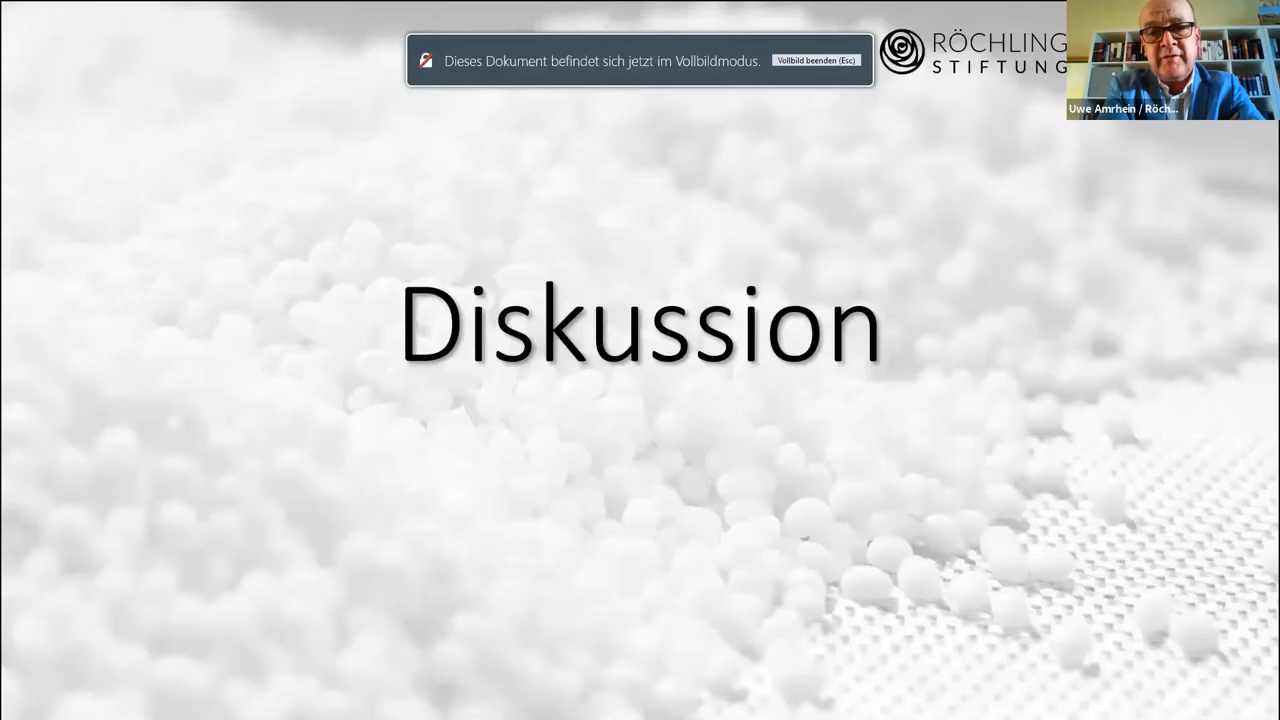 Dieses Dokument befindet sich jetzt im Vollbildmodus.
Vollbild beenden (Esc)
RÖCHLING
STIFTUNG
Uwe Amrhein / Röch...
Diskussion